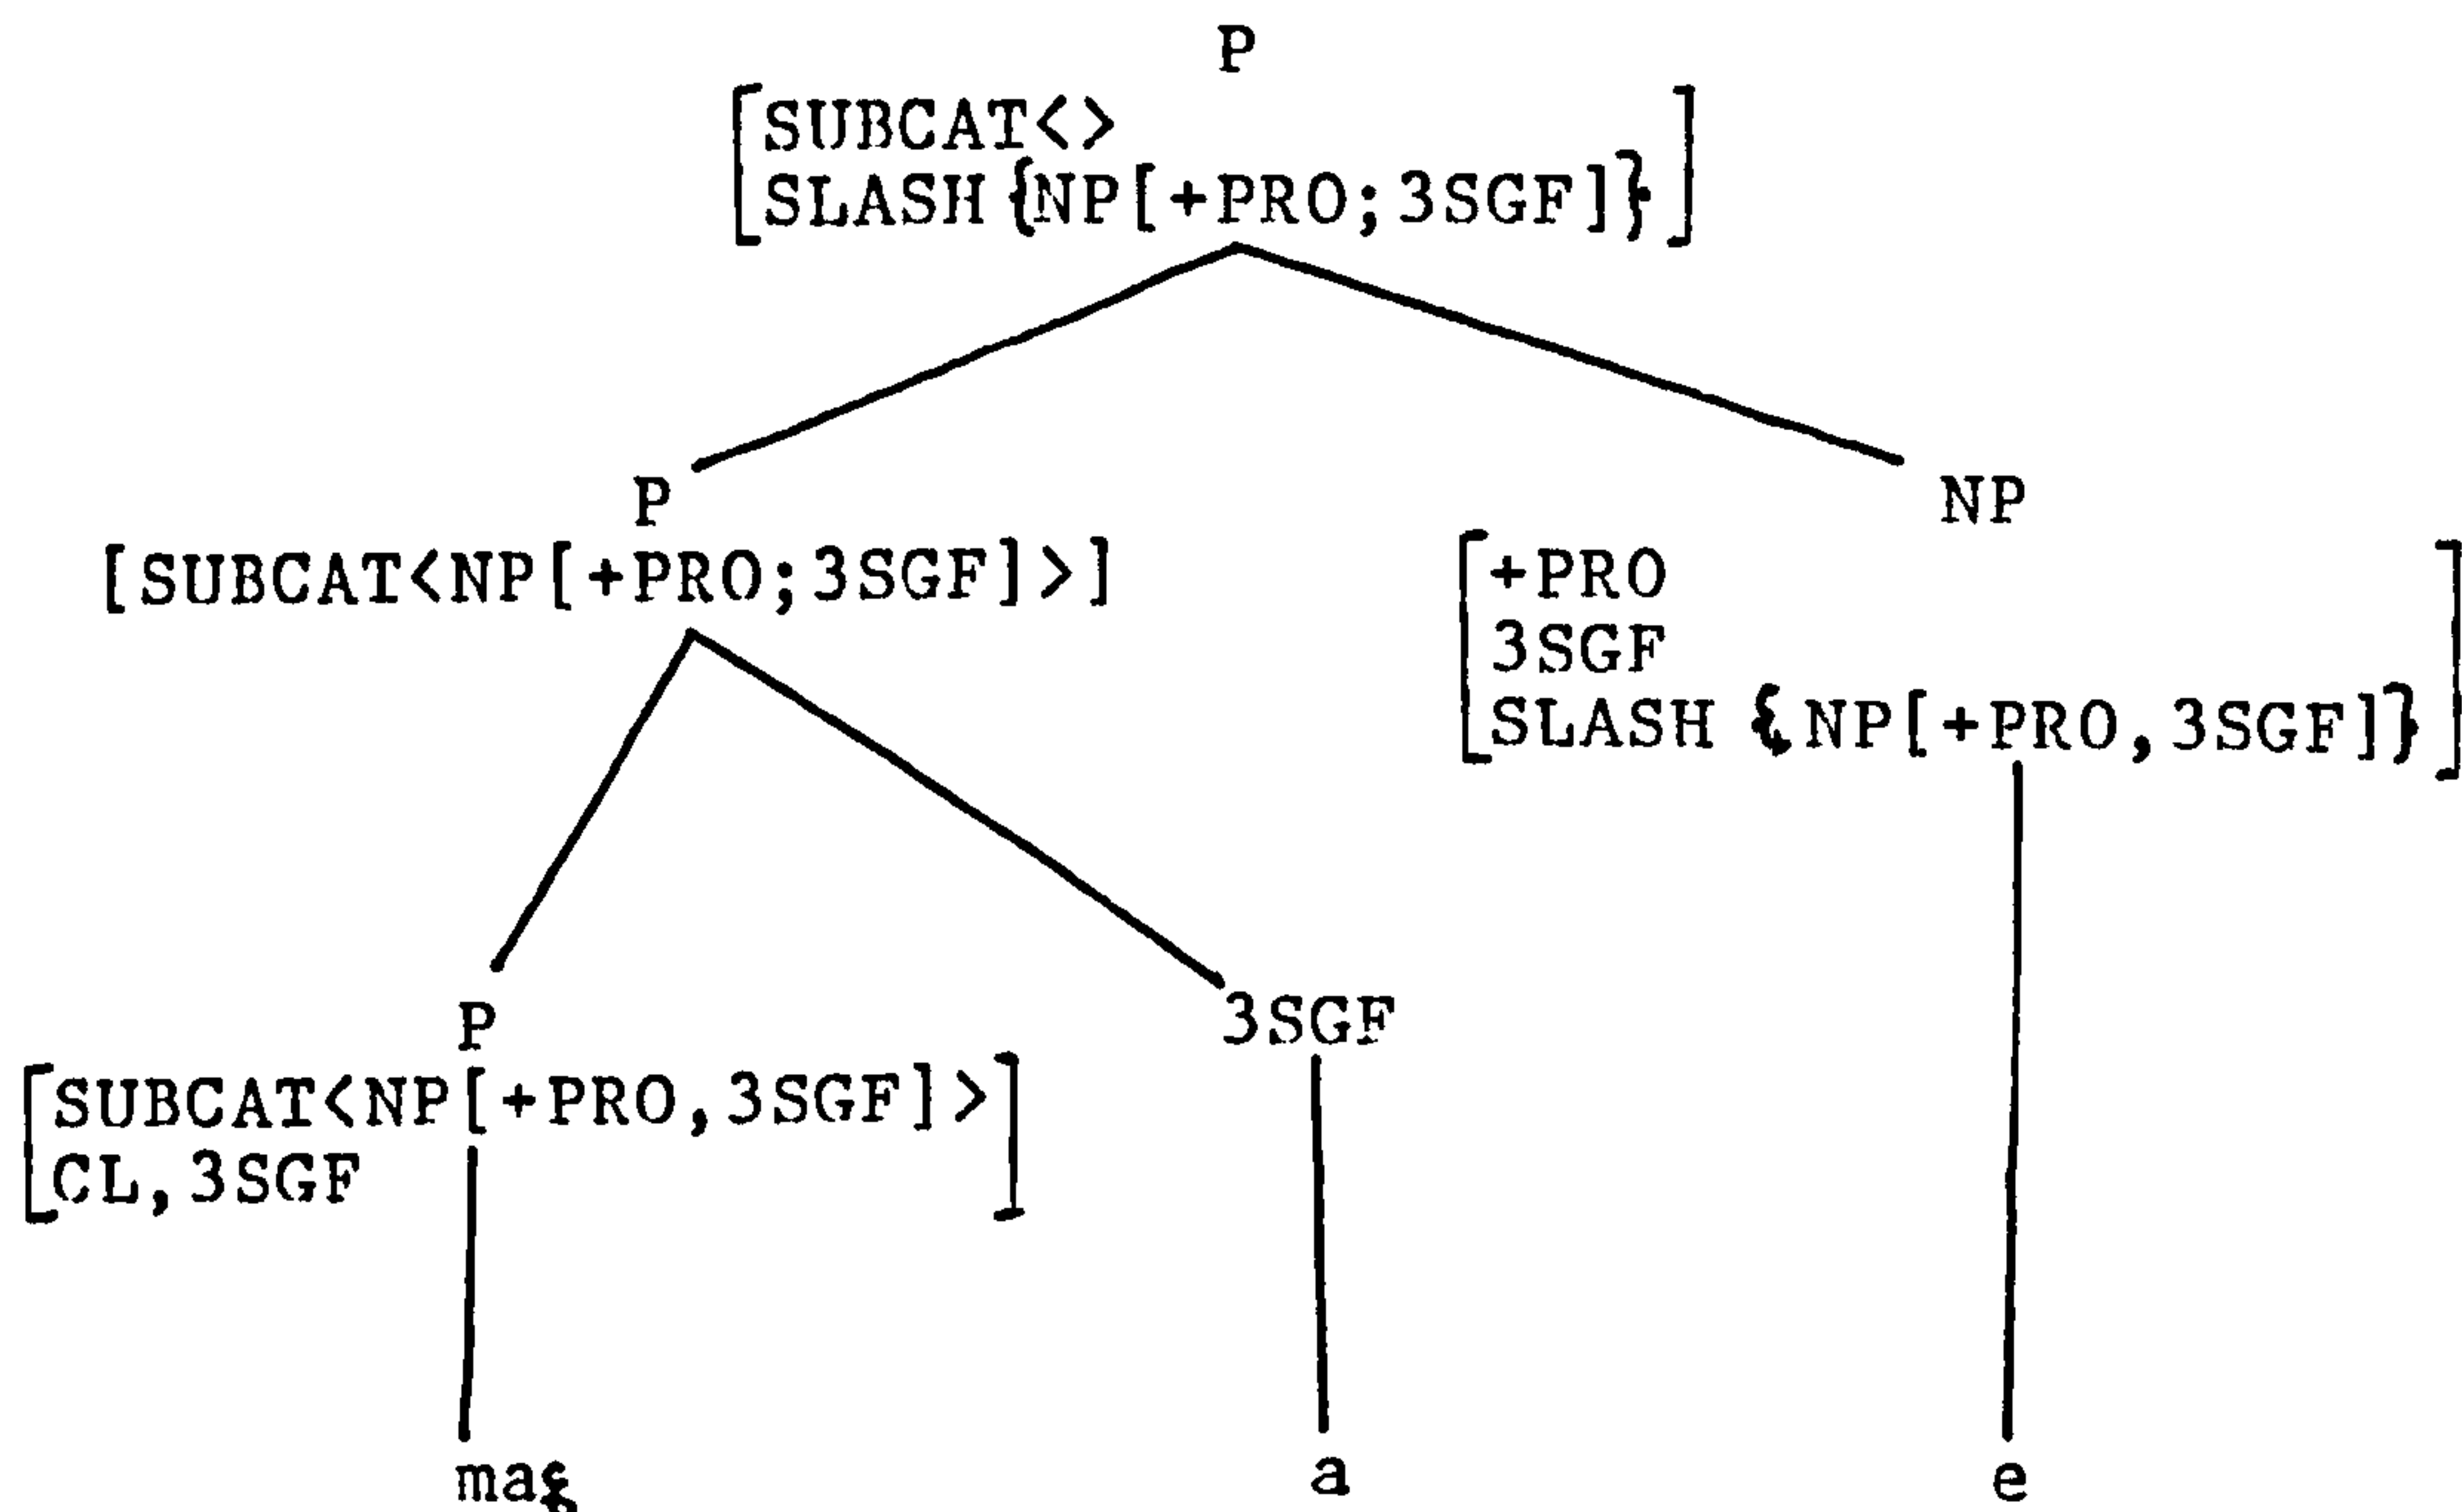 P
[SUBCAT<>
SLASH {NP[+PRO;3SGF]}]
P NP
[SUBCAT<NP[+PRO;3SGF]>] [+PRO
3SGF
SLASH {NP[+PRO,3SGF]}]
P 3SGF
[SUBCAT<NP[+PRO,3SGF]>
CL,3SGF]
a e